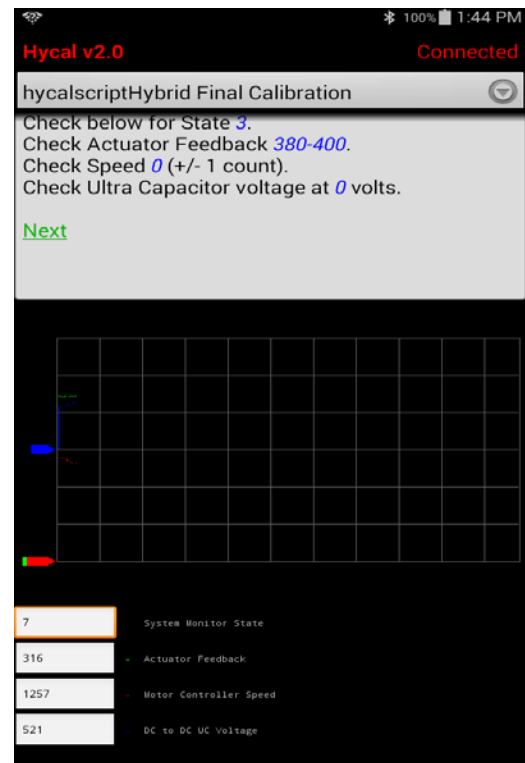 100% 1:44 PM
Hycal v2.0 Connected
hycalscriptHybrid Final Calibration
Check below for State 3.
Check Actuator Feedback 380-400.
Check Speed 0 (+/- 1 count).
Check Ultra Capacitor voltage at 0 volts.
Next
7 System Monitor State
316 - Actuator Feedback
1257 - Motor Controller Speed
521 - DC to DC UC Voltage